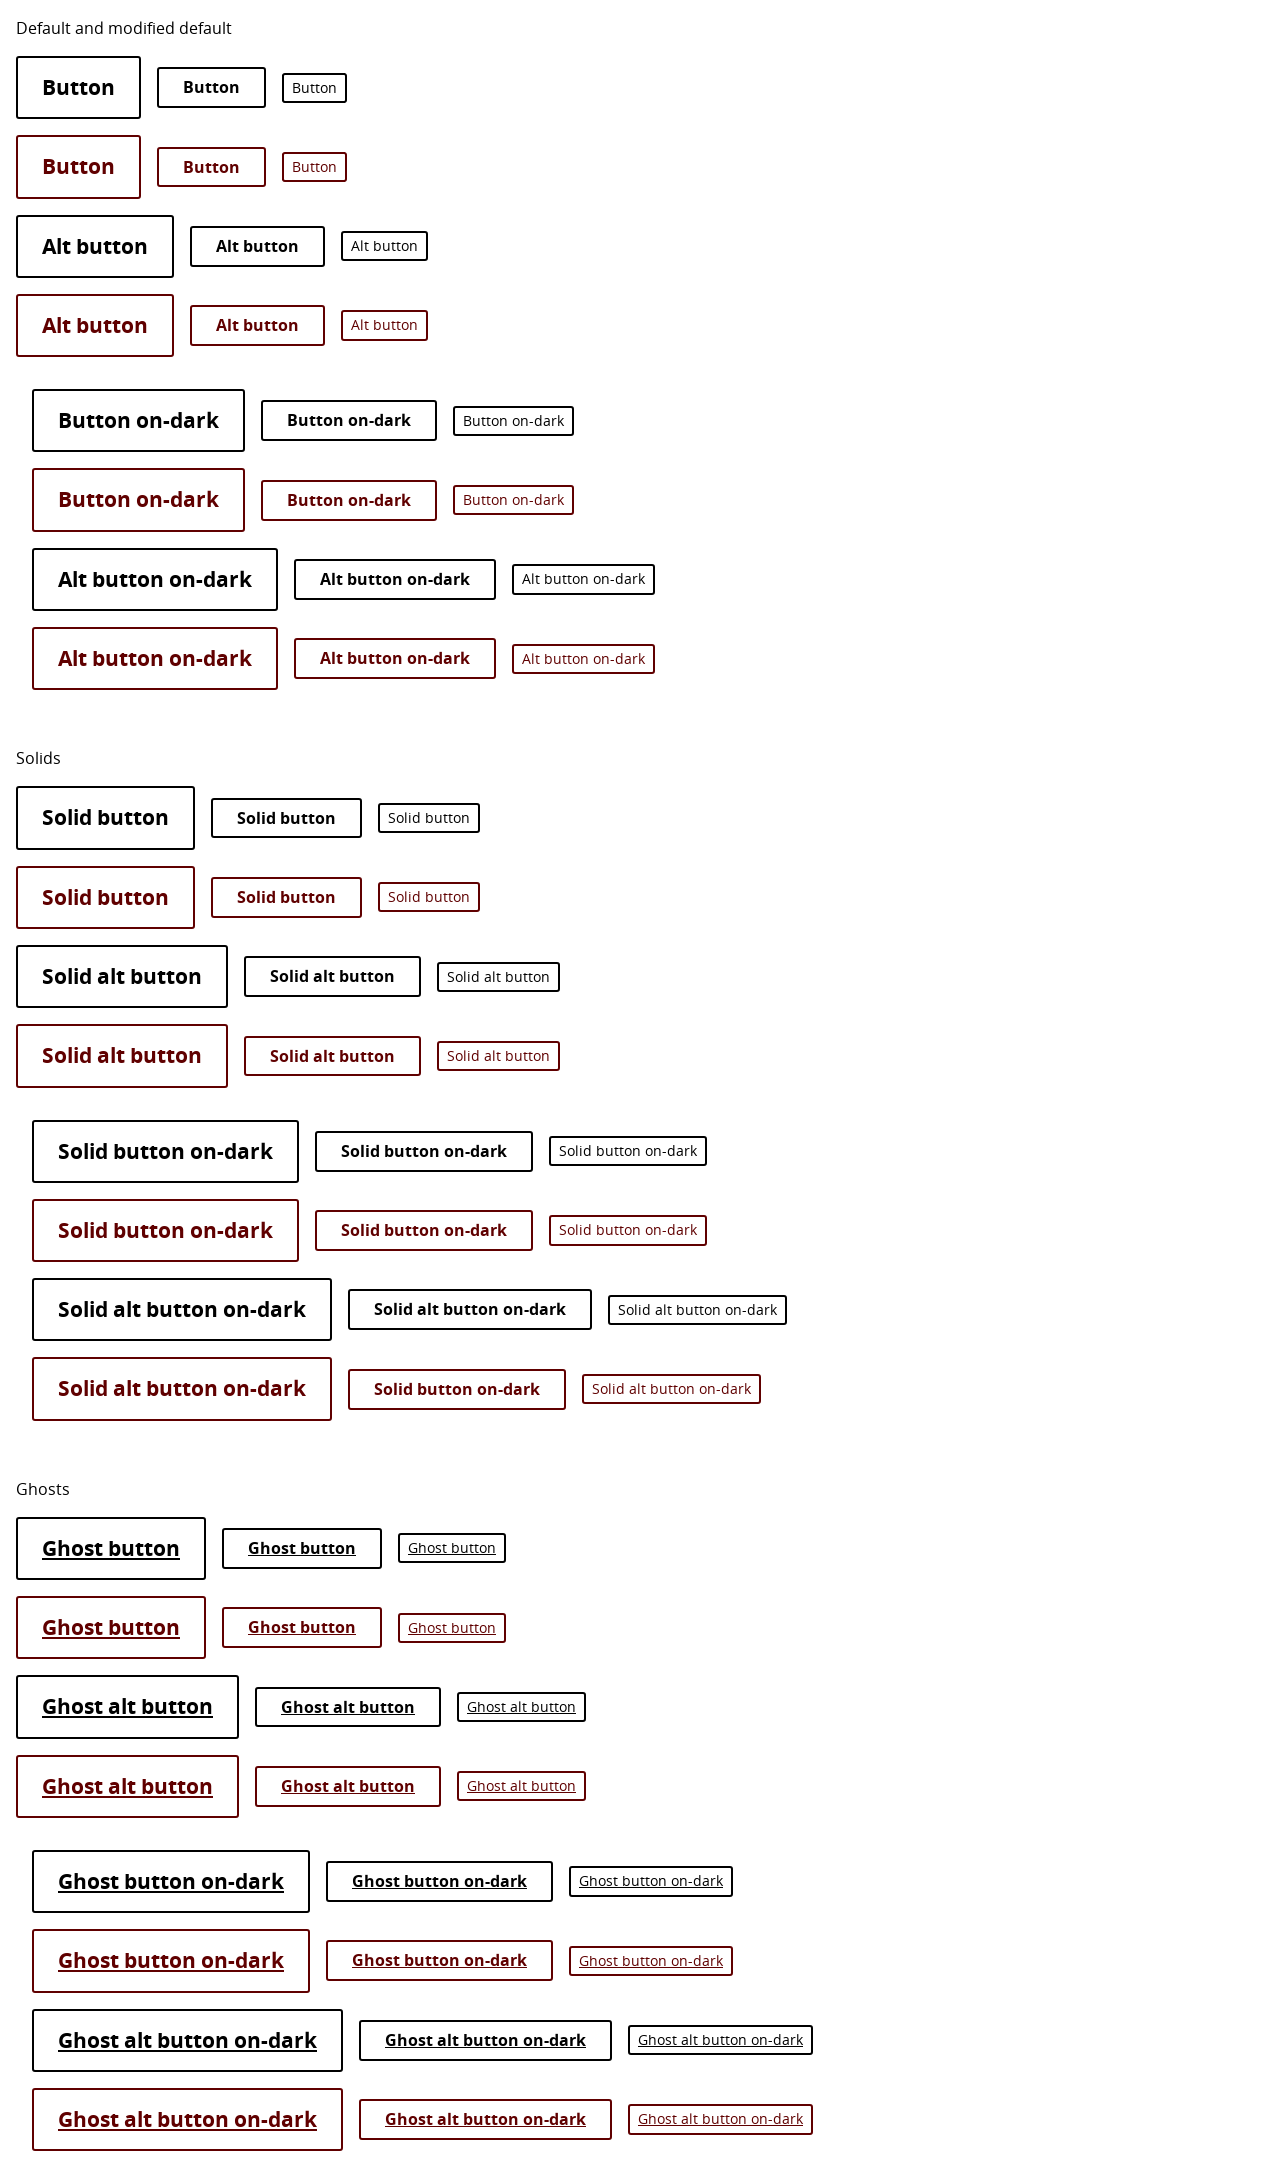 Default and modified default
Button Button Button
Button Button Button
Alt button Alt button Alt button
Alt button Alt button Alt button
Button on-dark Button on-dark Button on-dark
Button on-dark Button on-dark Button on-dark
Alt button on-dark Alt button on-dark Alt button on-dark
Alt button on-dark Alt button on-dark Alt button on-dark
Solids
Solid button Solid button Solid button
Solid button Solid button Solid button
Solid alt button Solid alt button Solid alt button
Solid alt button Solid alt button Solid alt button
Solid button on-dark Solid button on-dark Solid button on-dark
Solid button on-dark Solid button on-dark Solid button on-dark
Solid alt button on-dark Solid alt button on-dark Solid alt button on-dark
Solid alt button on-dark Solid button on-dark Solid alt button on-dark
Ghosts
Ghost button Ghost button Ghost button
Ghost button Ghost button Ghost button
Ghost alt button Ghost alt button Ghost alt button
Ghost alt button Ghost alt button Ghost alt button
Ghost button on-dark Ghost button on-dark Ghost button on-dark
Ghost button on-dark Ghost button on-dark Ghost button on-dark
Ghost alt button on-dark Ghost alt button on-dark Ghost alt button on-dark
Ghost alt button on-dark Ghost alt button on-dark Ghost alt button on-dark